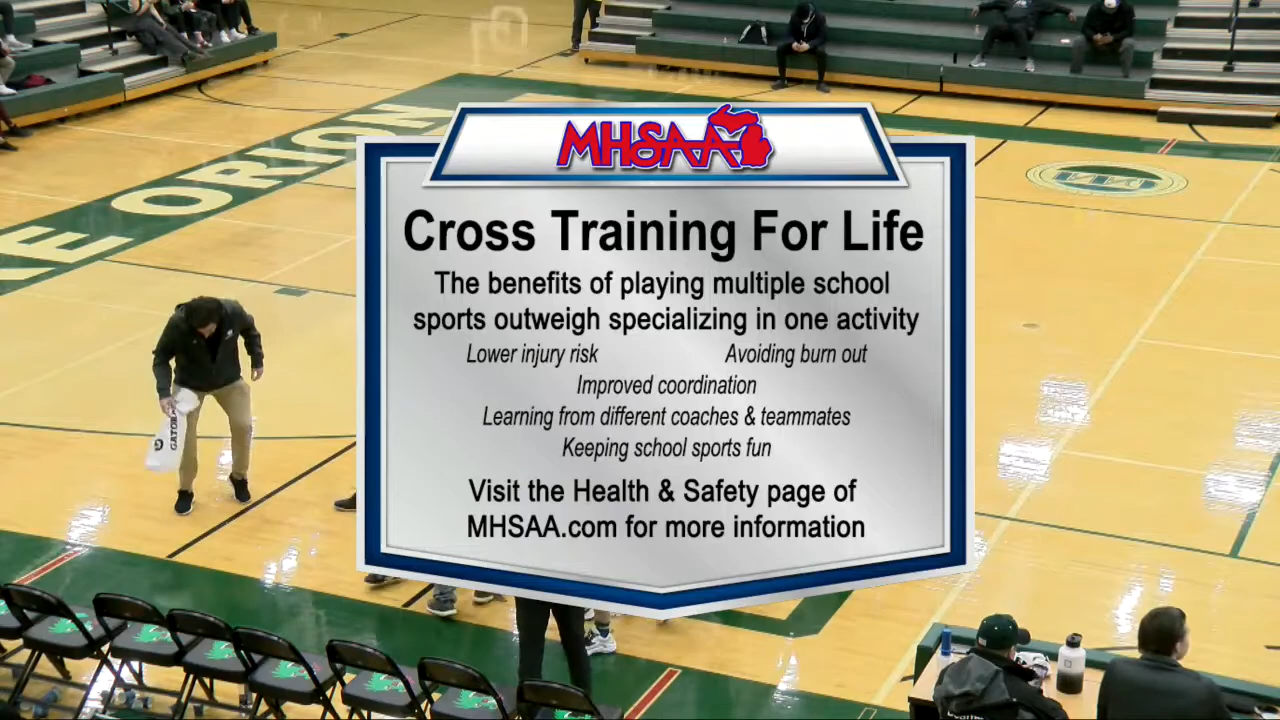 MHSAA
Cross Training For Life
The benefits of playing multiple school
sports outweigh specializing in one activity
Lower injury risk Avoiding burn out
Improved coordination
Learning from different coaches & teammates
Keeping school sports fun
Visit the Health & Safety page of
MHSAA.com for more information
KE ORION